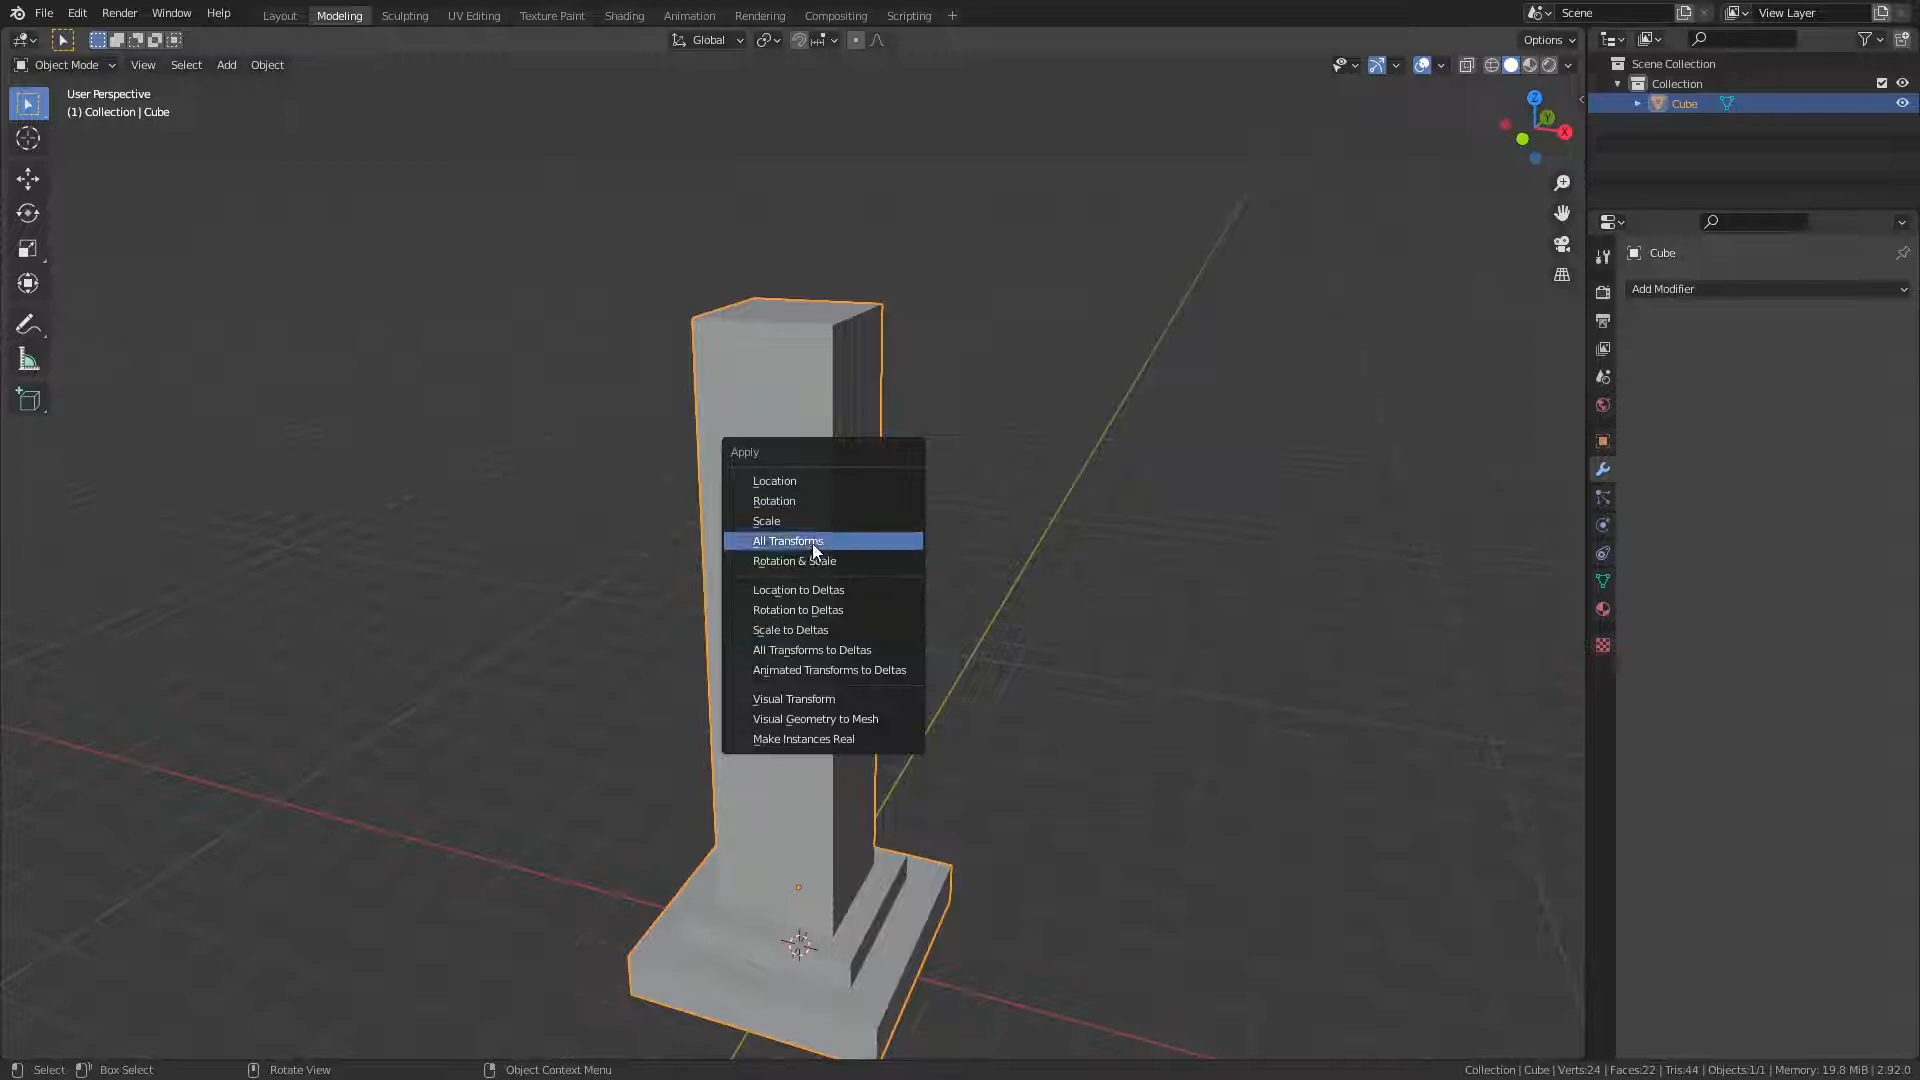 File Edit Render Window Help
Layout Modeling Sculpting UV Editing Texture Paint Shading Animation Rendering Compositing Scripting +
Scene
View Layer
Global
Options
Object Mode View Select Add Object
User Perspective
(1) Collection | Cube
Z
Y
X
Scene Collection
Collection
Cube
Cube
Add Modifier
Apply
Location
Rotation
Scale
All Transforms
Rotation & Scale
Location to Deltas
Rotation to Deltas
Scale to Deltas
All Transforms to Deltas
Animated Transforms to Deltas
Visual Transform
Visual Geometry to Mesh
Make Instances Real
Select Box Select Rotate View Object Context Menu
Collection | Cube | Verts:24 | Faces:22 | Tris:44 | Objects:1/1 | Memory: 19.8 MiB | 2.92.0